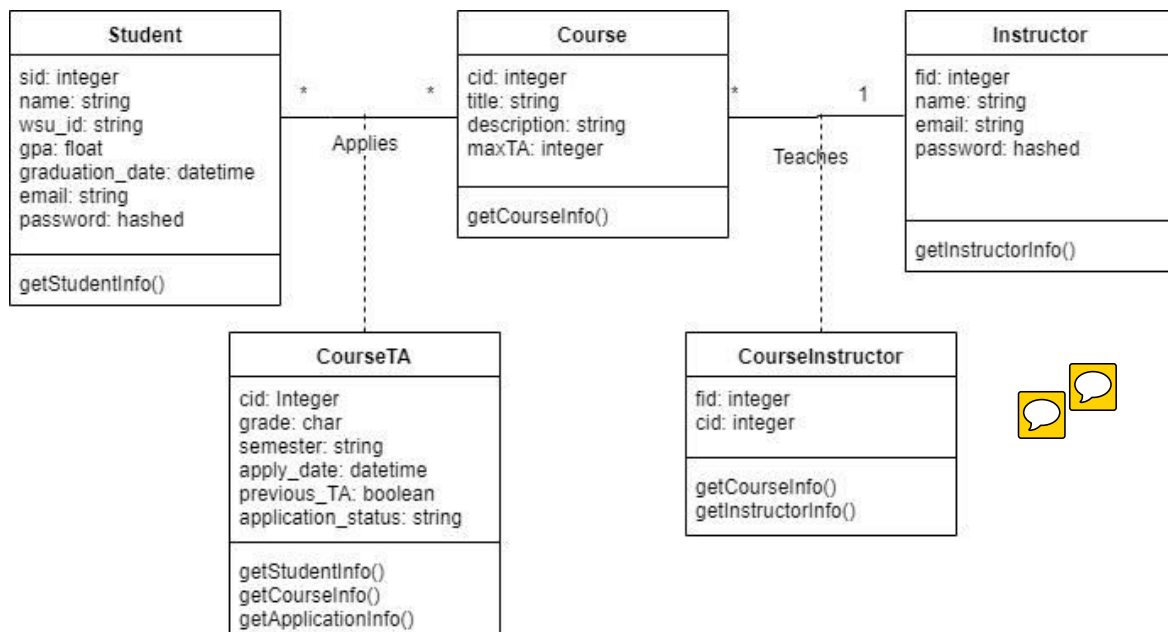 Student
sid: integer
name: string
wsu_id: string
gpa: float
graduation_date: datetime
email: string
password: hashed
getStudentInfo()
*
*
Applies
Course
cid: integer
title: string
description: string
maxTA: integer
getCourseInfo()
*
1
Teaches
Instructor
fid: integer
name: string
email: string
password: hashed
getInstructorInfo()
CourseTA
cid: Integer
grade: char
semester: string
apply_date: datetime
previous_TA: boolean
application_status: string
getStudentInfo()
getCourseInfo()
getApplicationInfo()
CourseInstructor
fid: integer
cid: integer
getCourseInfo()
getInstructorInfo()